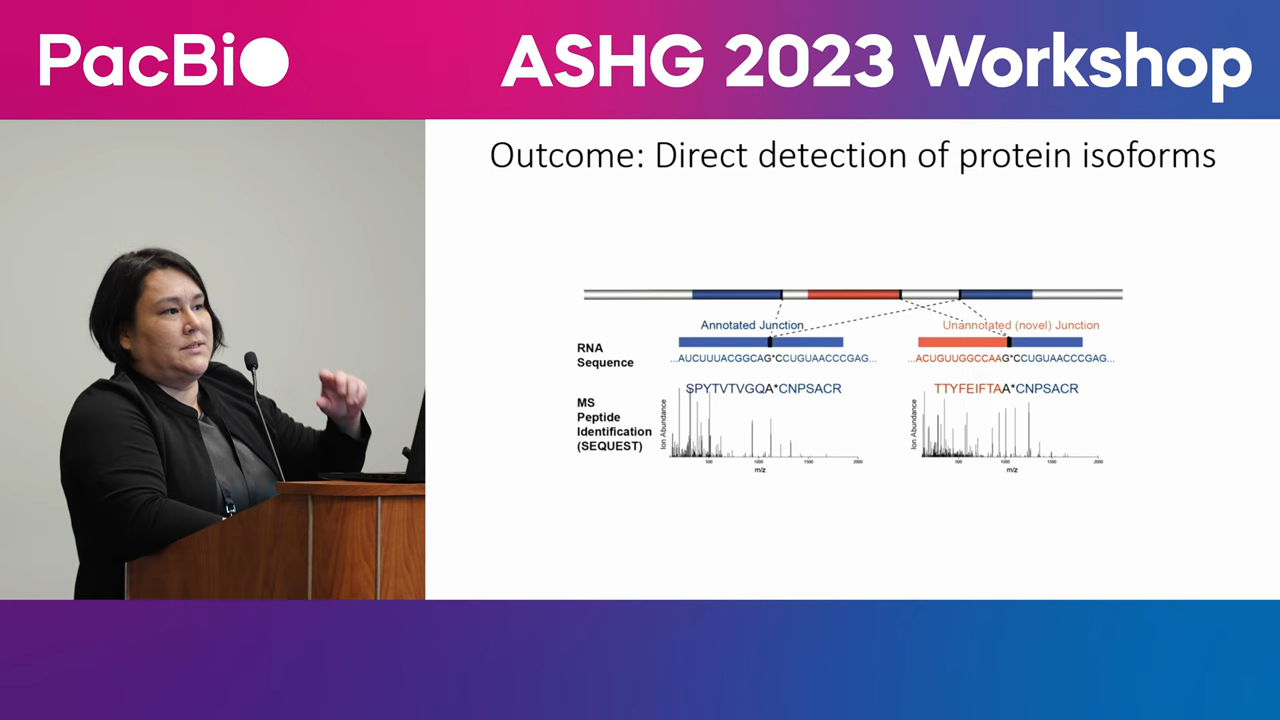 PacBio
ASHG 2023 Workshop
Outcome: Direct detection of protein isoforms
Annotated Junction
Unannotated (novel) Junction
RNA
Sequence
...AUCUUUACGGCAG*CCUGUAACCCGAG...
...ACUGUUGGCCAAG*CCUGUAACCCGAG...
MS
Peptide
Identification
(SEQUEST)
SPYTVTVGQA*CNPSACR
TTYFEIFTAA*CNPSACR
Ion Abundance
Ion Abundance
500 1000 1500 2000
500 1000 1500 2000
m/z
m/z